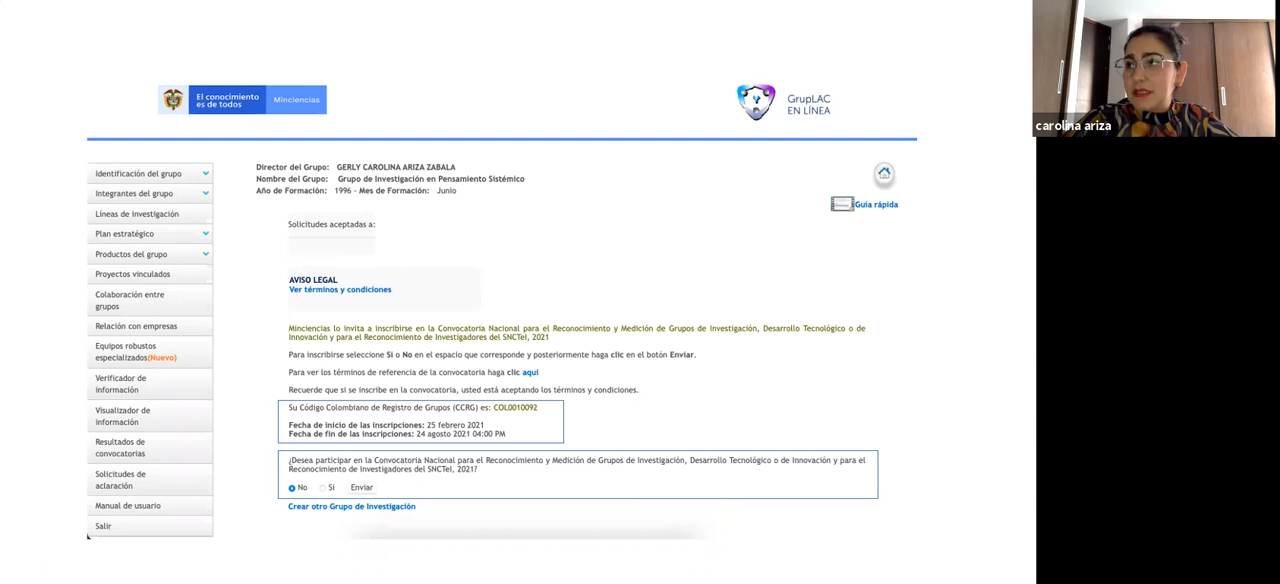 El conocimiento
es de todos
Minciencias
GrupLAC
EN LÍNEA
carolina ariza
Identificación del grupo
Integrantes del grupo
Líneas de investigación
Plan estratégico
Productos del grupo
Proyectos vinculados
Colaboración entre
grupos
Relación con empresas
Equipos robustos
especializados(Nuevo)
Verificador de
información
Visualizador de
información
Resultados de
convocatorias
Solicitudes de
aclaración
Manual de usuario
Salir
Director del Grupo: GERLY CAROLINA ARIZA ZABALA
Nombre del Grupo: Grupo de Investigación en Pensamiento Sistémico
Año de Formación: 1996 - Mes de Formación: Junio
Guía rápida
Solicitudes aceptadas a:
AVISO LEGAL
Ver términos y condiciones
Minciencias lo invita a inscribirse en la Convocatoria Nacional para el Reconocimiento y Medición de Grupos de Investigación, Desarrollo Tecnológico o de
Innovación y para el Reconocimiento de Investigadores del SNCTeI, 2021
Para inscribirse seleccione Si o No en el espacio que corresponde y posteriormente haga clic en el botón Enviar.
Para ver los términos de referencia de la convocatoria haga clic aqui
Recuerde que si se inscribe en la convocatoria, usted está aceptando los términos y condiciones.
Su Código Colombiano de Registro de Grupos (CCRG) es: COL0010092
Fecha de inicio de las inscripciones: 25 febrero 2021
Fecha de fin de las inscripciones: 24 agosto 2021 04:00 PM
¿Desea participar en la Convocatoria Nacional para el Reconocimiento y Medición de Grupos de Investigación, Desarrollo Tecnológico o de Innovación y para el
Reconocimiento de Investigadores del SNCTeI, 2021?
No Si Enviar
Crear otro Grupo de Investigación